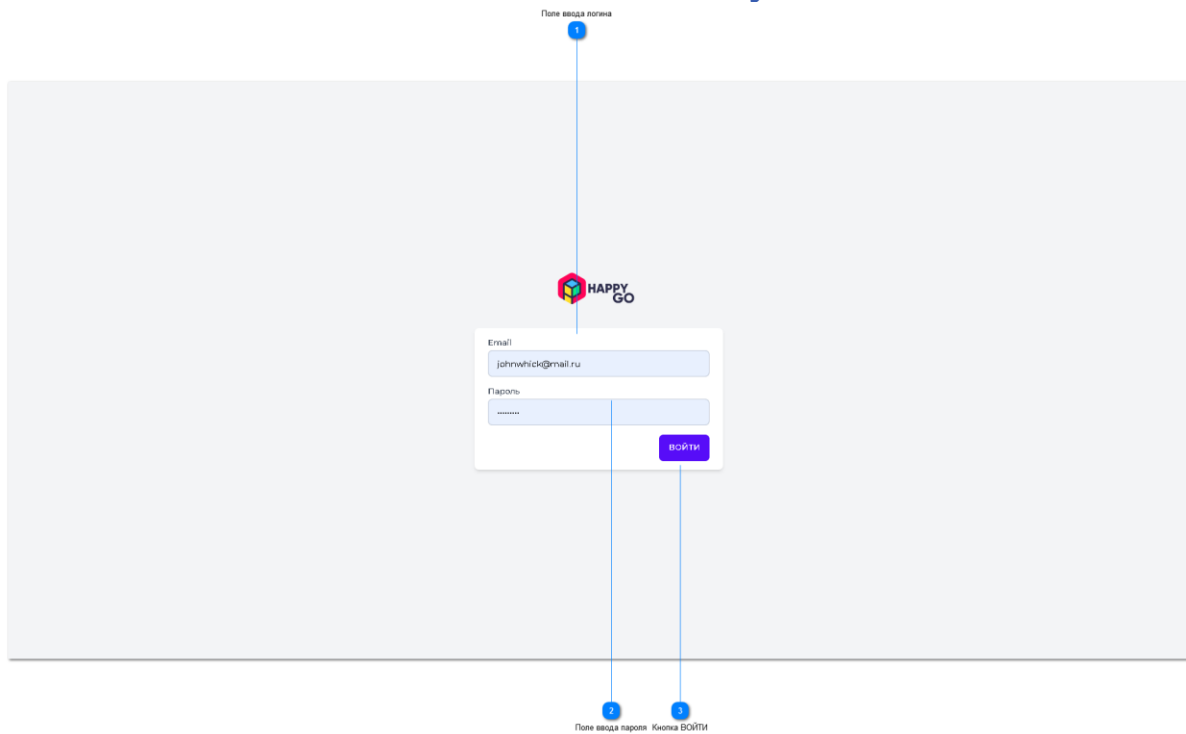 Поле ввода логина
1
HAPPY
GO
Email
johnwhick@mail.ru
Пароль
•••••••••
ВОЙТИ
2
3
Поле ввода пароля
Кнопка ВОЙТИ